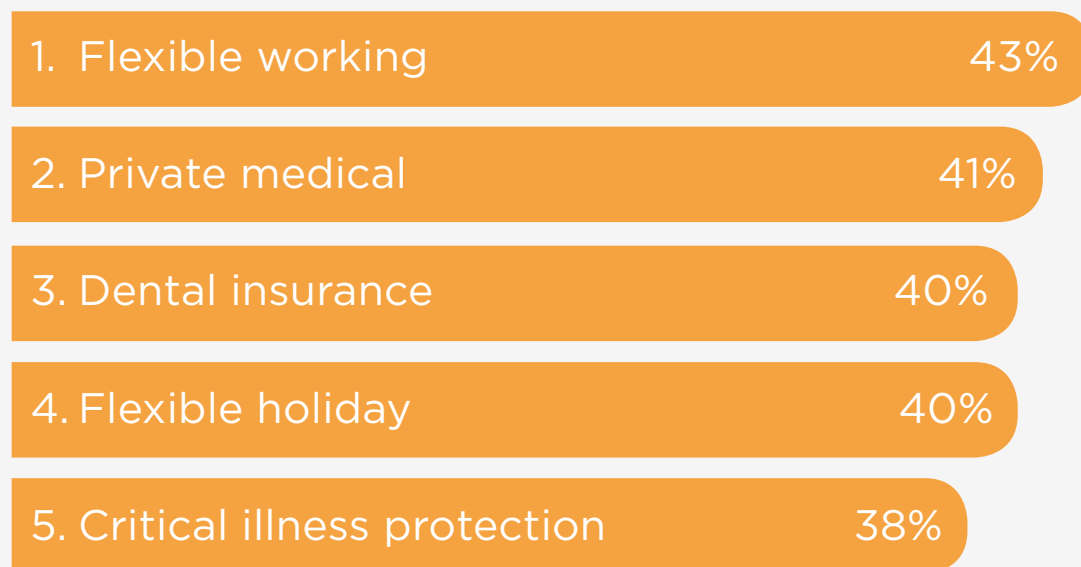 1. Flexible working 43%
2. Private medical 41%
3. Dental insurance 40%
4. Flexible holiday 40%
5. Critical illness protection 38%